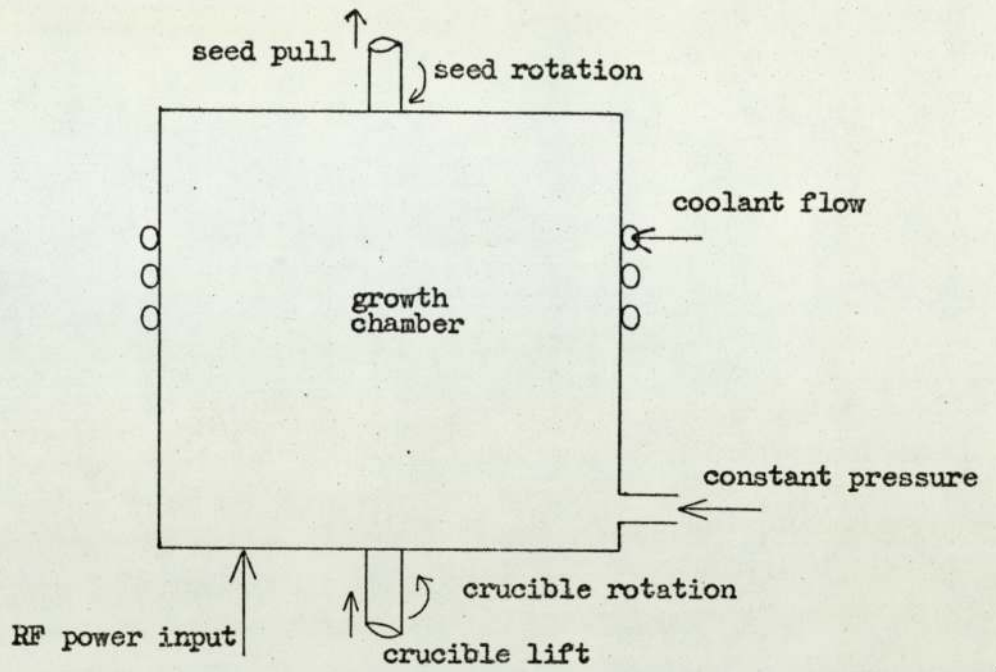 seed pull
seed rotation
coolant flow
growth
chamber
constant pressure
crucible rotation
RF power input
crucible lift